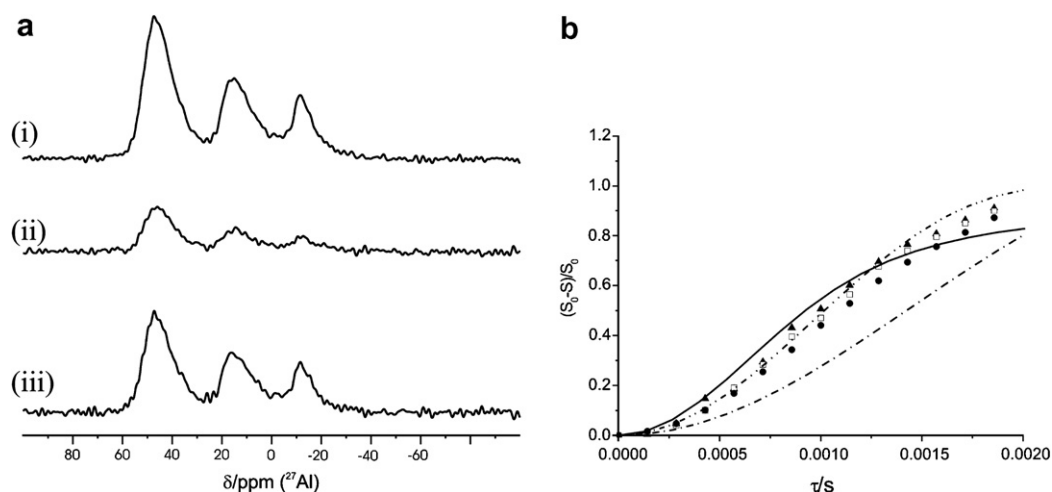 a
(i)
(ii)
(iii)
80 60 40 20 0 -20 -40 -60
δ/ppm (²⁷Al)
b
(S₀-S)/S₀
1.2
1.0
0.8
0.6
0.4
0.2
0.0
0.0000 0.0005 0.0010 0.0015 0.0020
τ/s